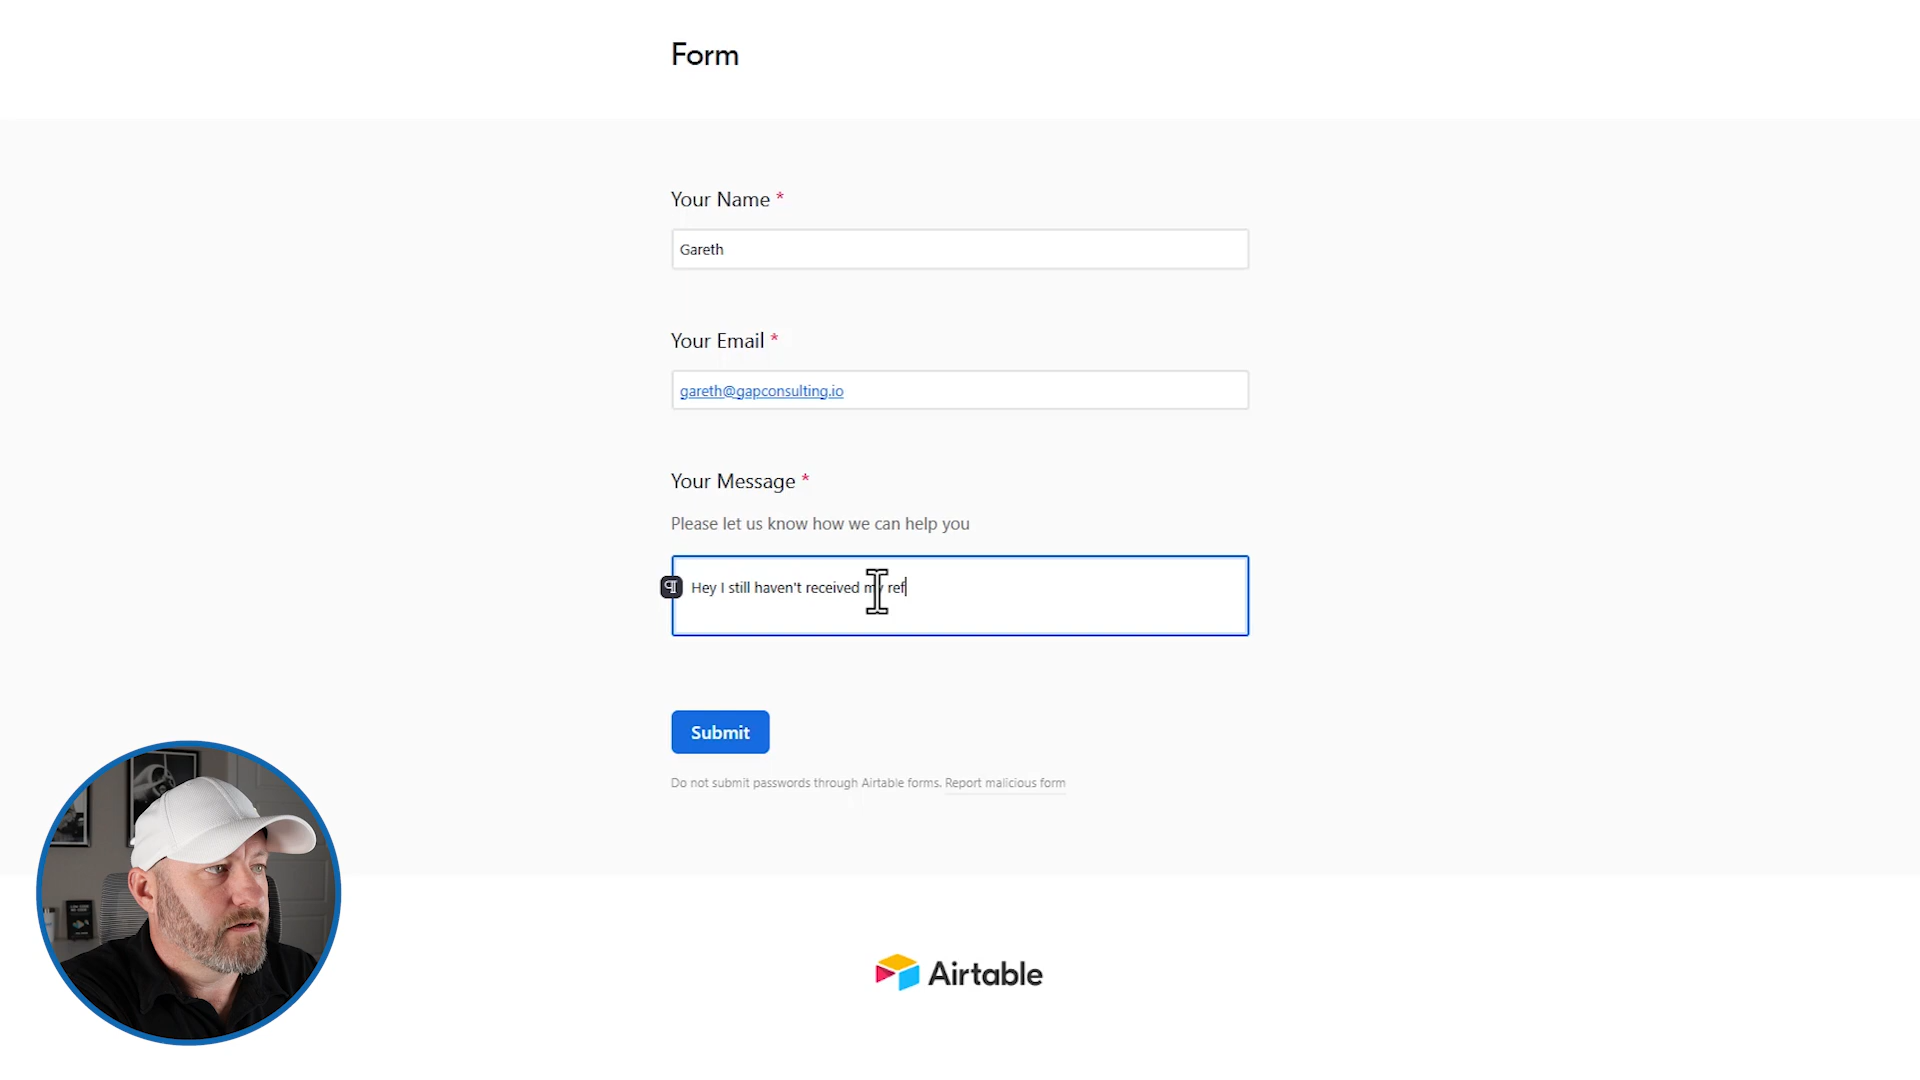 Form
Your Name *
Gareth
Your Email *
gareth@gapconsulting.io
Your Message *
Please let us know how we can help you
Hey I still haven't received my ref
Submit
Do not submit passwords through Airtable forms. Report malicious form
Airtable